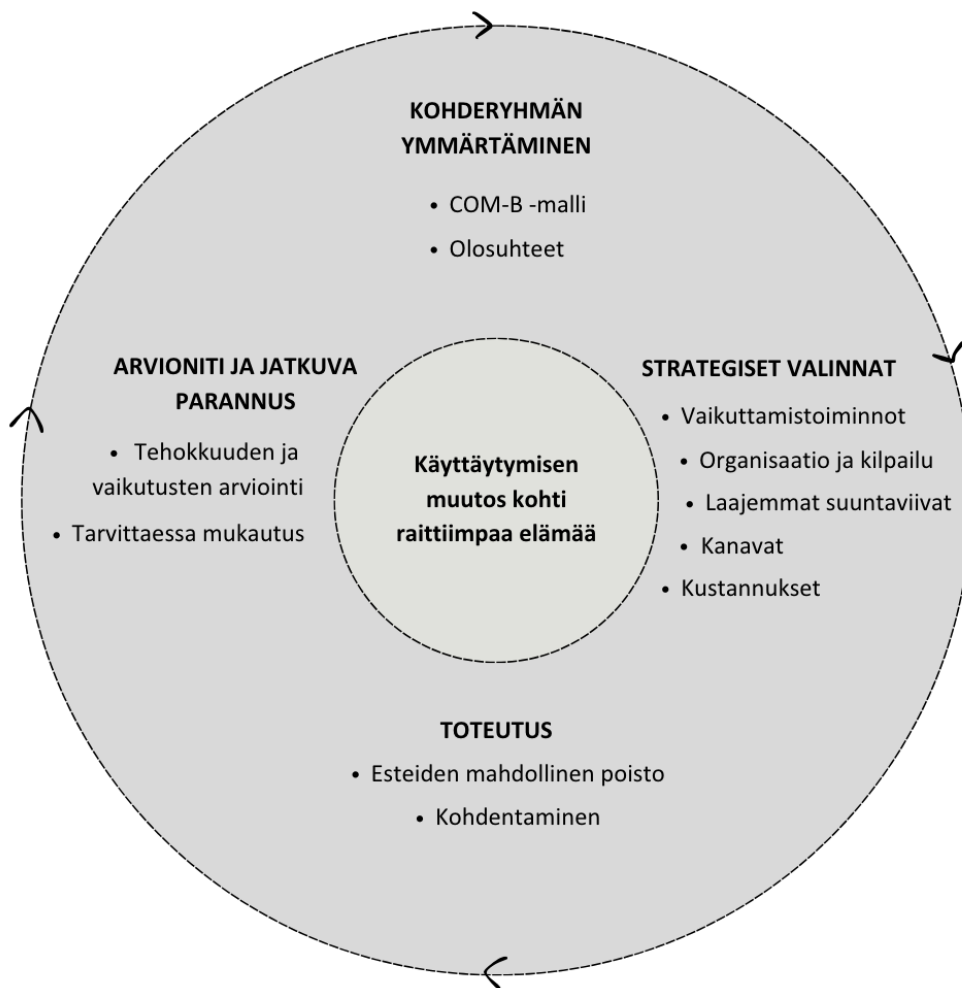 KOHDERYHMÄN
YMMÄRTÄMINEN
• COM-B -malli
• Olosuhteet
STRATEGISET VALINNAT
• Vaikuttamistoiminnot
• Organisaatio ja kilpailu
• Laajemmat suuntaviivat
• Kanavat
• Kustannukset
TOTEUTUS
• Esteiden mahdollinen poisto
• Kohdentaminen
ARVIONITI JA JATKUVA
PARANNUS
• Tehokkuuden ja
vaikutusten arviointi
• Tarvittaessa mukautus
Käyttäytymisen
muutos kohti
raittiimpaa elämää